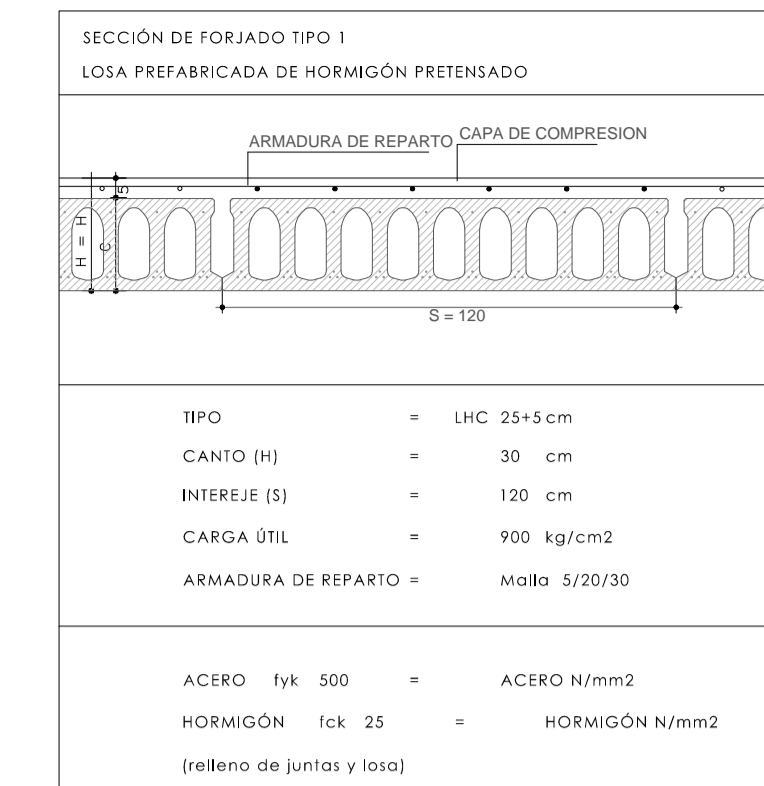 SECCIÓN DE FORJADO TIPO 1
LOSA PREFABRICADA DE HORMIGÓN PRETENSADO
ARMADURA DE REPARTO
CAPA DE COMPRESION
5
H = H
C
S = 120
TIPO = LHC 25+5 cm
CANTO (H) = 30 cm
INTEREJE (S) = 120 cm
CARGA ÚTIL = 900 kg/cm2
ARMADURA DE REPARTO = Malla 5/20/30
ACERO fyk 500 = ACERO N/mm2
HORMIGÓN fck 25 = HORMIGÓN N/mm2
(relleno de juntas y losa)